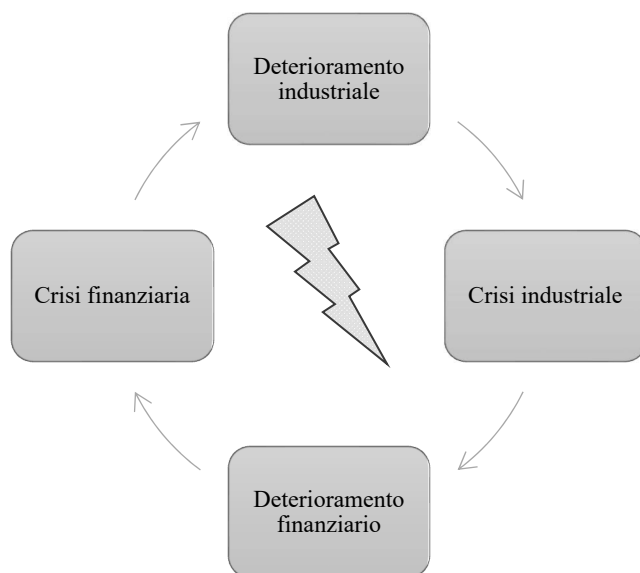 Deterioramento
industriale
Crisi finanziaria
Crisi industriale
Deterioramento
finanziario